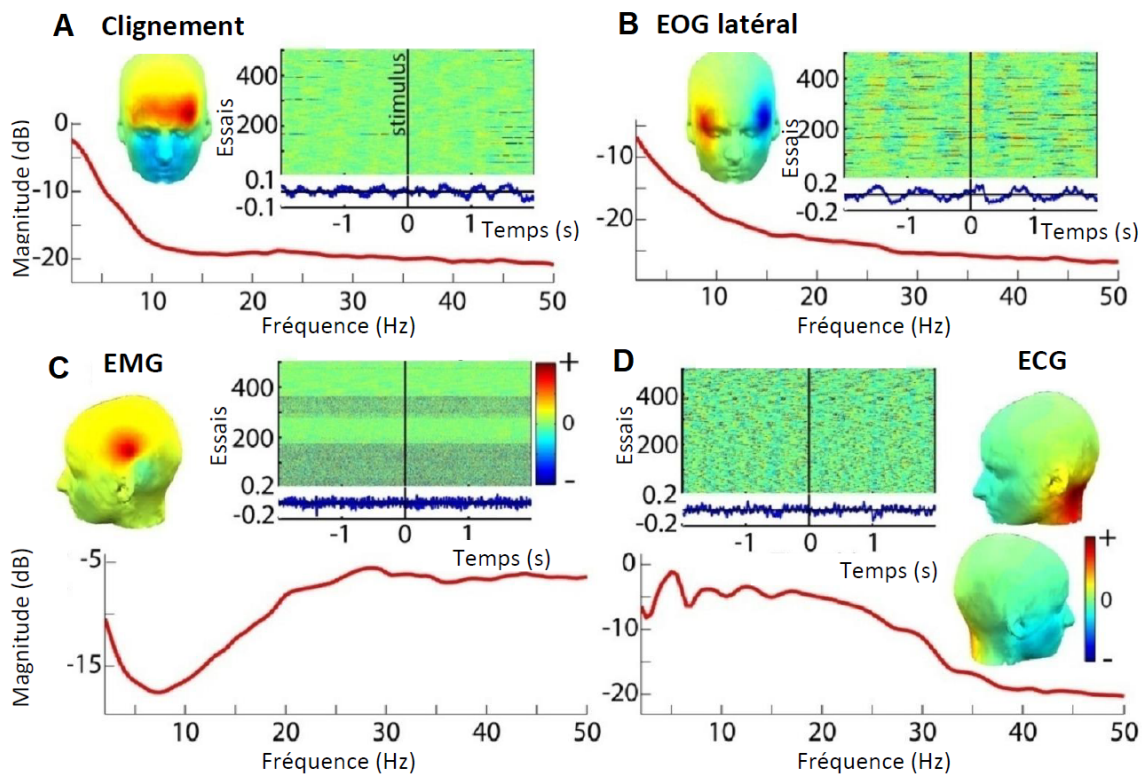 A Clignement
400
Essais
200
stimulus
0.1
-0.1
-1 0 1 Temps (s)
Magnitude (dB)
0
-10
-20
10 20 30 40 50
Fréquence (Hz)
B EOG latéral
400
Essais
200
0.2
-0.2
-1 0 1 Temps (s)
-10
-20
10 20 30 40 50
Fréquence (Hz)
C EMG
400
Essais
200
0.2
-0.2
-1 0 1
Temps (s)
+
0
-
Magnitude (dB)
-5
-15
10 20 30 40 50
Fréquence (Hz)
D ECG
400
Essais
200
0.2
-0.2
-1 0 1
Temps (s)
+
0
-
0
-10
-20
10 20 30 40 50
Fréquence (Hz)